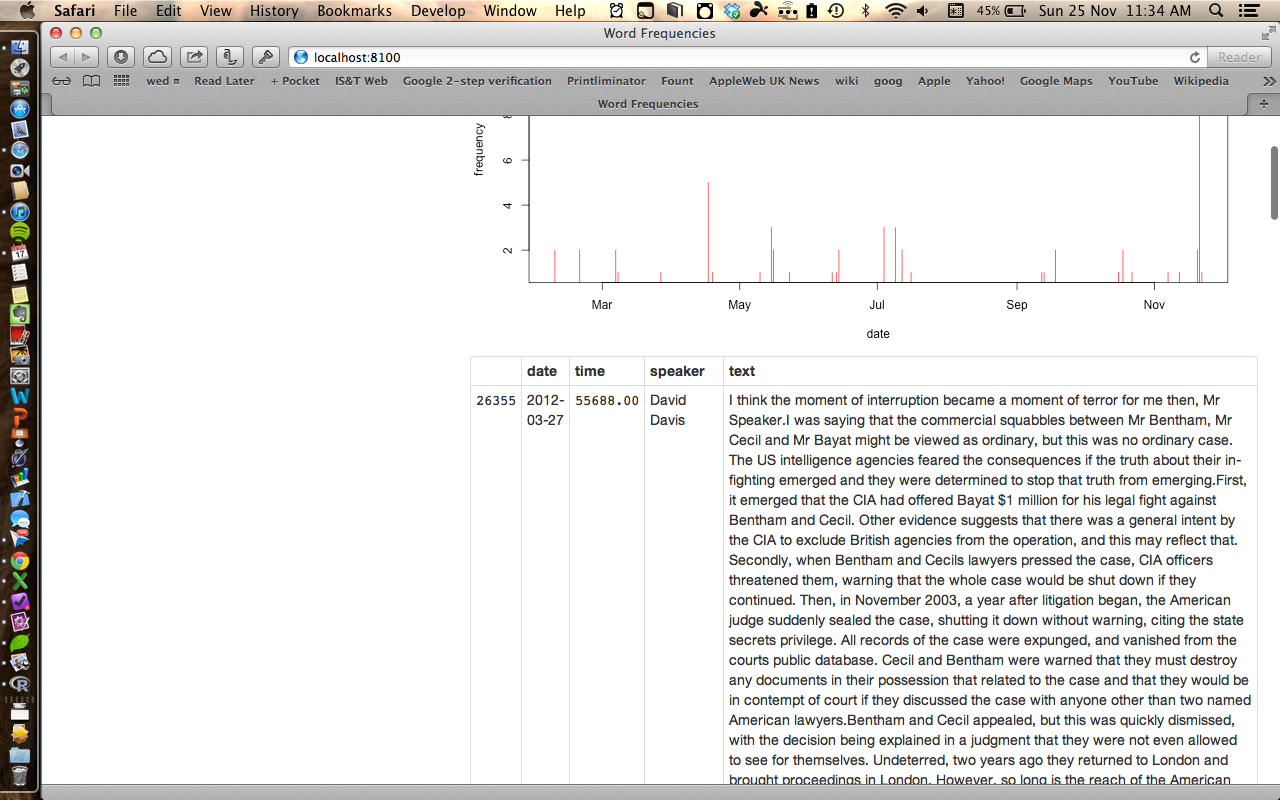 Safari File Edit View History Bookmarks Develop Window Help 45% Sun 25 Nov 11:34 AM
Word Frequencies
localhost:8100 Reader
wed Read Later + Pocket IS&T Web Google 2-step verification Printliminator Fount AppleWeb UK News wiki goog Apple Yahoo! Google Maps YouTube Wikipedia
Word Frequencies
frequency
6
4
2
Mar May Jul Sep Nov
date
date time speaker text
26355 2012- 55688.00 David I think the moment of interruption became a moment of terror for me then, Mr
03-27 Davis Speaker.I was saying that the commercial squabbles between Mr Bentham, Mr
Cecil and Mr Bayat might be viewed as ordinary, but this was no ordinary case.
The US intelligence agencies feared the consequences if the truth about their in-
fighting emerged and they were determined to stop that truth from emerging.First,
it emerged that the CIA had offered Bayat $1 million for his legal fight against
Bentham and Cecil. Other evidence suggests that there was a general intent by
the CIA to exclude British agencies from the operation, and this may reflect that.
Secondly, when Bentham and Cecils lawyers pressed the case, CIA officers
threatened them, warning that the whole case would be shut down if they
continued. Then, in November 2003, a year after litigation began, the American
judge suddenly sealed the case, shutting it down without warning, citing the state
secrets privilege. All records of the case were expunged, and vanished from the
courts public database. Cecil and Bentham were warned that they must destroy
any documents in their possession that related to the case and that they would be
in contempt of court if they discussed the case with anyone other than two named
American lawyers.Bentham and Cecil appealed, but this was quickly dismissed,
with the decision being explained in a judgment that they were not even allowed
to see for themselves. Undeterred, two years ago they returned to London and
brought proceedings in London. However, so long is the reach of the American
17